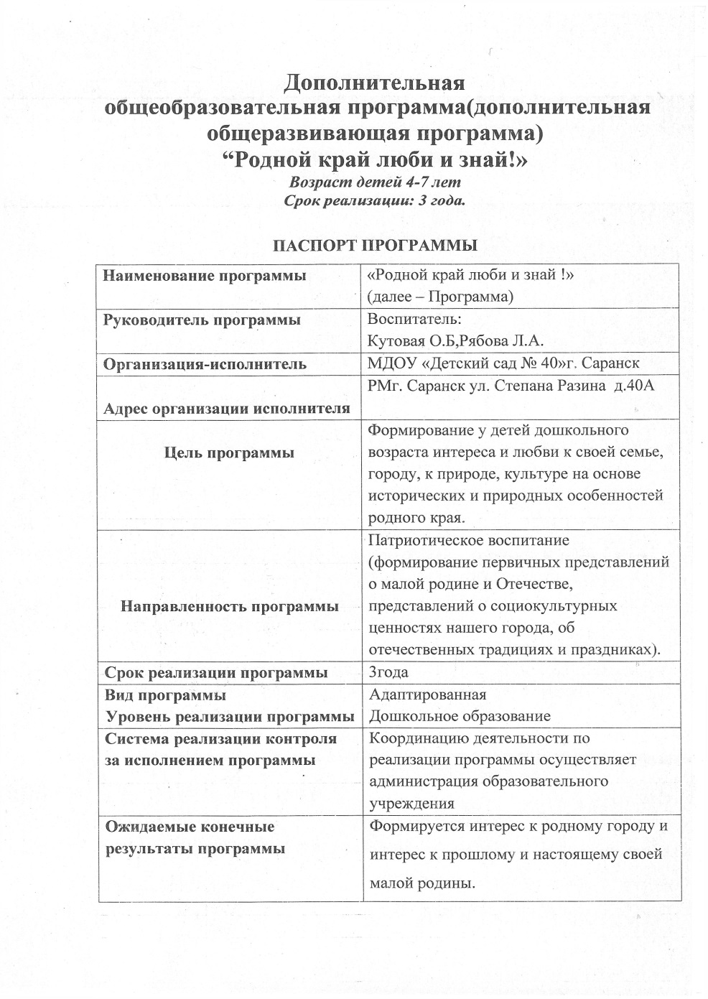 Дополнительная
общеобразовательная программа(дополнительная
общеразвивающая программа)
“Родной край люби и знай!»
Возраст детей 4-7 лет
Срок реализации: 3 года.
ПАСПОРТ ПРОГРАММЫ
Наименование программы
«Родной край люби и знай !»
(далее – Программа)
Руководитель программы
Воспитатель:
Кутовая О.Б,Рябова Л.А.
Организация-исполнитель
МДОУ «Детский сад № 40»г. Саранск
Адрес организации исполнителя
РМг. Саранск ул. Степана Разина д.40А
Цель программы
Формирование у детей дошкольного
возраста интереса и любви к своей семье,
городу, к природе, культуре на основе
исторических и природных особенностей
родного края.
Направленность программы
Патриотическое воспитание
(формирование первичных представлений
о малой родине и Отечестве,
представлений о социокультурных
ценностях нашего города, об
отечественных традициях и праздниках).
Срок реализации программы
3года
Вид программы
Уровень реализации программы
Адаптированная
Дошкольное образование
Система реализации контроля
за исполнением программы
Координацию деятельности по
реализации программы осуществляет
администрация образовательного
учреждения
Ожидаемые конечные
результаты программы
Формируется интерес к родному городу и
интерес к прошлому и настоящему своей
малой родины.